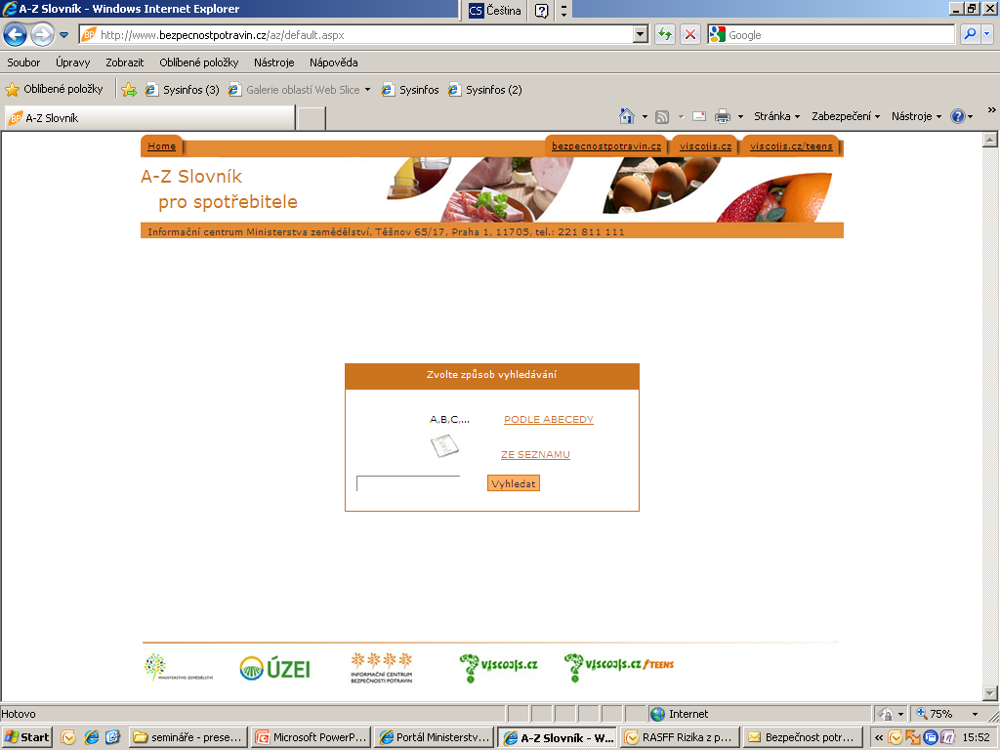 A-Z Slovník - Windows Internet Explorer
CS Čeština
http://www.bezpecnostpotravin.cz/az/default.aspx
Google
Soubor Úpravy Zobrazit Oblíbené položky Nástroje Nápověda
Oblíbené položky Sysinfos (3) Galerie oblastí Web Slice Sysinfos Sysinfos (2)
A-Z Slovník
Stránka Zabezpečení Nástroje
Home bezpecnostpotravin.cz viscojis.cz viscojis.cz/teens
A-Z Slovník
pro spotřebitele
Informační centrum Ministerstva zemědělství, Těšnov 65/17, Praha 1, 11705, tel.: 221 811 111
Zvolte způsob vyhledávání
A,B,C,... PODLE ABECEDY
ZE SEZNAMU
Vyhledat
MINISTERSTVO ZEMĚDĚLSTVÍ
ÚZEI
INFORMAČNÍ CENTRUM
BEZPEČNOSTI POTRAVIN
viscojis.cz
viscojis.cz/TEENS
Hotovo Internet 75%
Start semináře - prese... Microsoft PowerP... Portál Ministerstv... A-Z Slovník - W... RASFF Rizika z p... Bezpečnost potr... 15:52